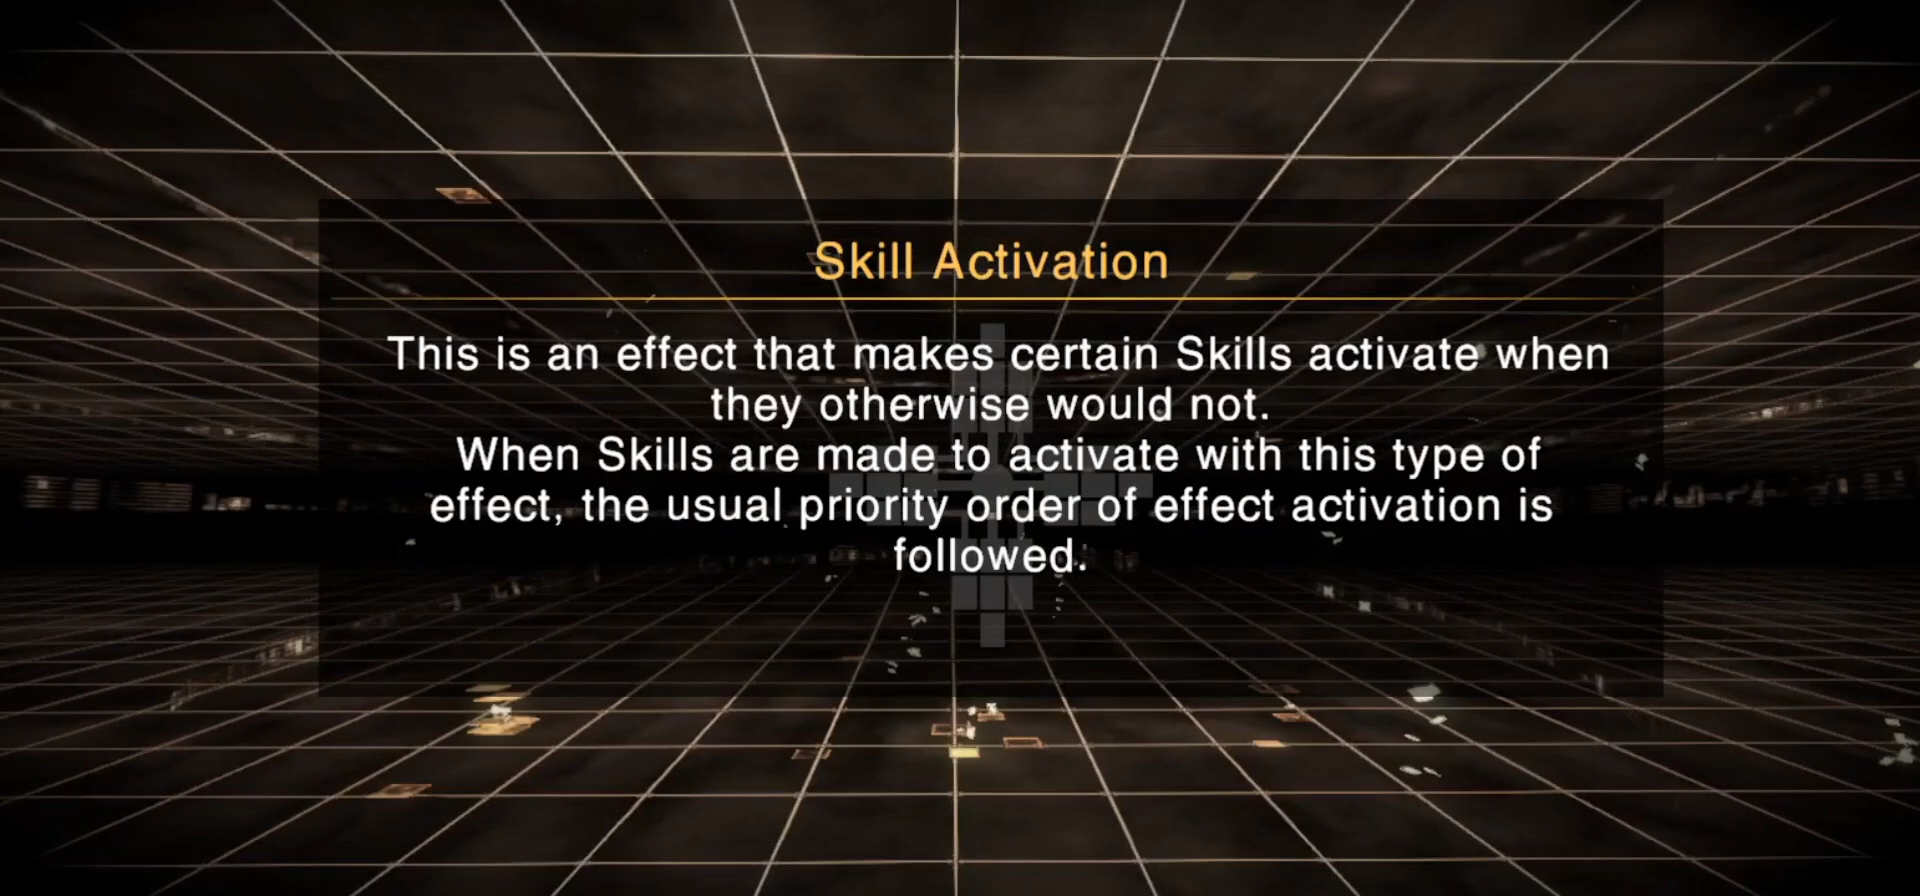 Skill Activation
This is an effect that makes certain Skills activate when
they otherwise would not.
When Skills are made to activate with this type of
effect, the usual priority order of effect activation is
followed.